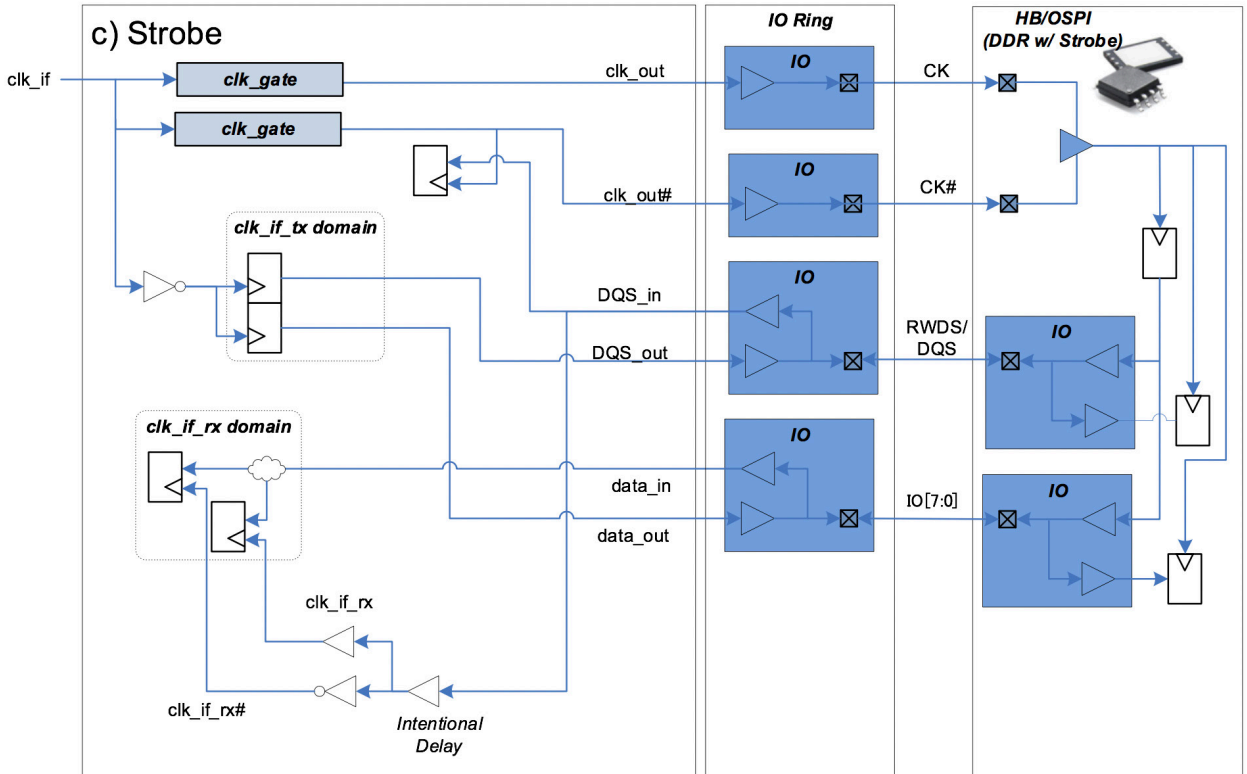 c) Strobe
IO Ring
HB/OSPI
(DDR w/ Strobe)
clk_if
clk_gate
clk_out
IO
CK
clk_gate
clk_out#
IO
CK#
clk_if_tx domain
DQS_in
IO
RWDS/
DQS
IO
DQS_out
clk_if_rx domain
IO
data_in
IO[7:0]
IO
data_out
clk_if_rx
clk_if_rx#
Intentional
Delay